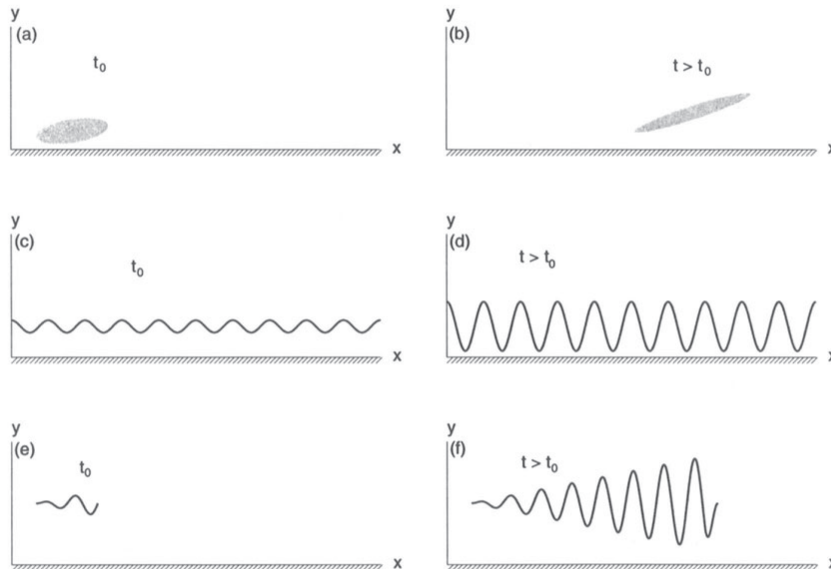 y
(a)
t₀
x
y
(b)
t > t₀
x
y
(c)
t₀
x
y
(d)
t > t₀
x
y
(e)
t₀
x
y
(f)
t > t₀
x